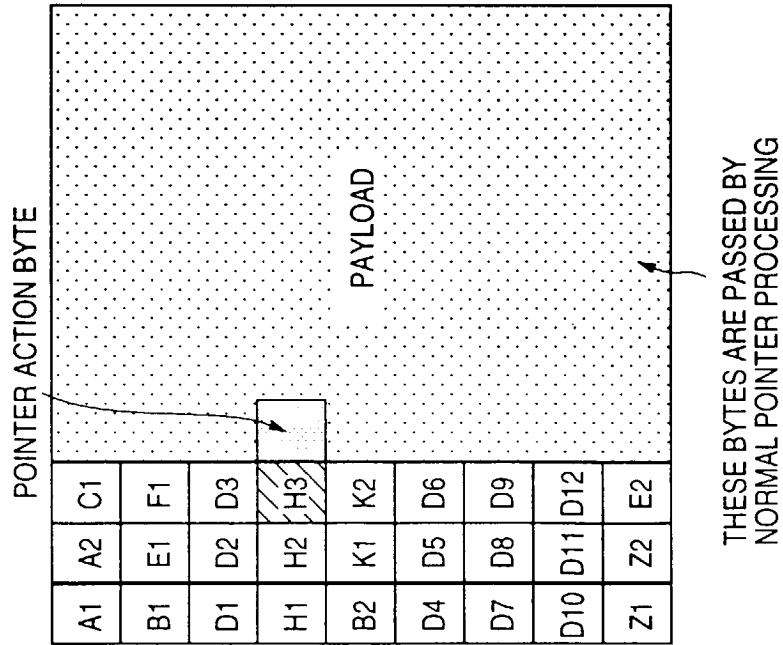 POINTER ACTION BYTE
A1 A2 C1
B1 E1 F1
D1 D2 D3
H1 H2 H3
B2 K1 K2
D4 D5 D6
D7 D8 D9
D10 D11 D12
Z1 Z2 E2
PAYLOAD
THESE BYTES ARE PASSED BY
NORMAL POINTER PROCESSING